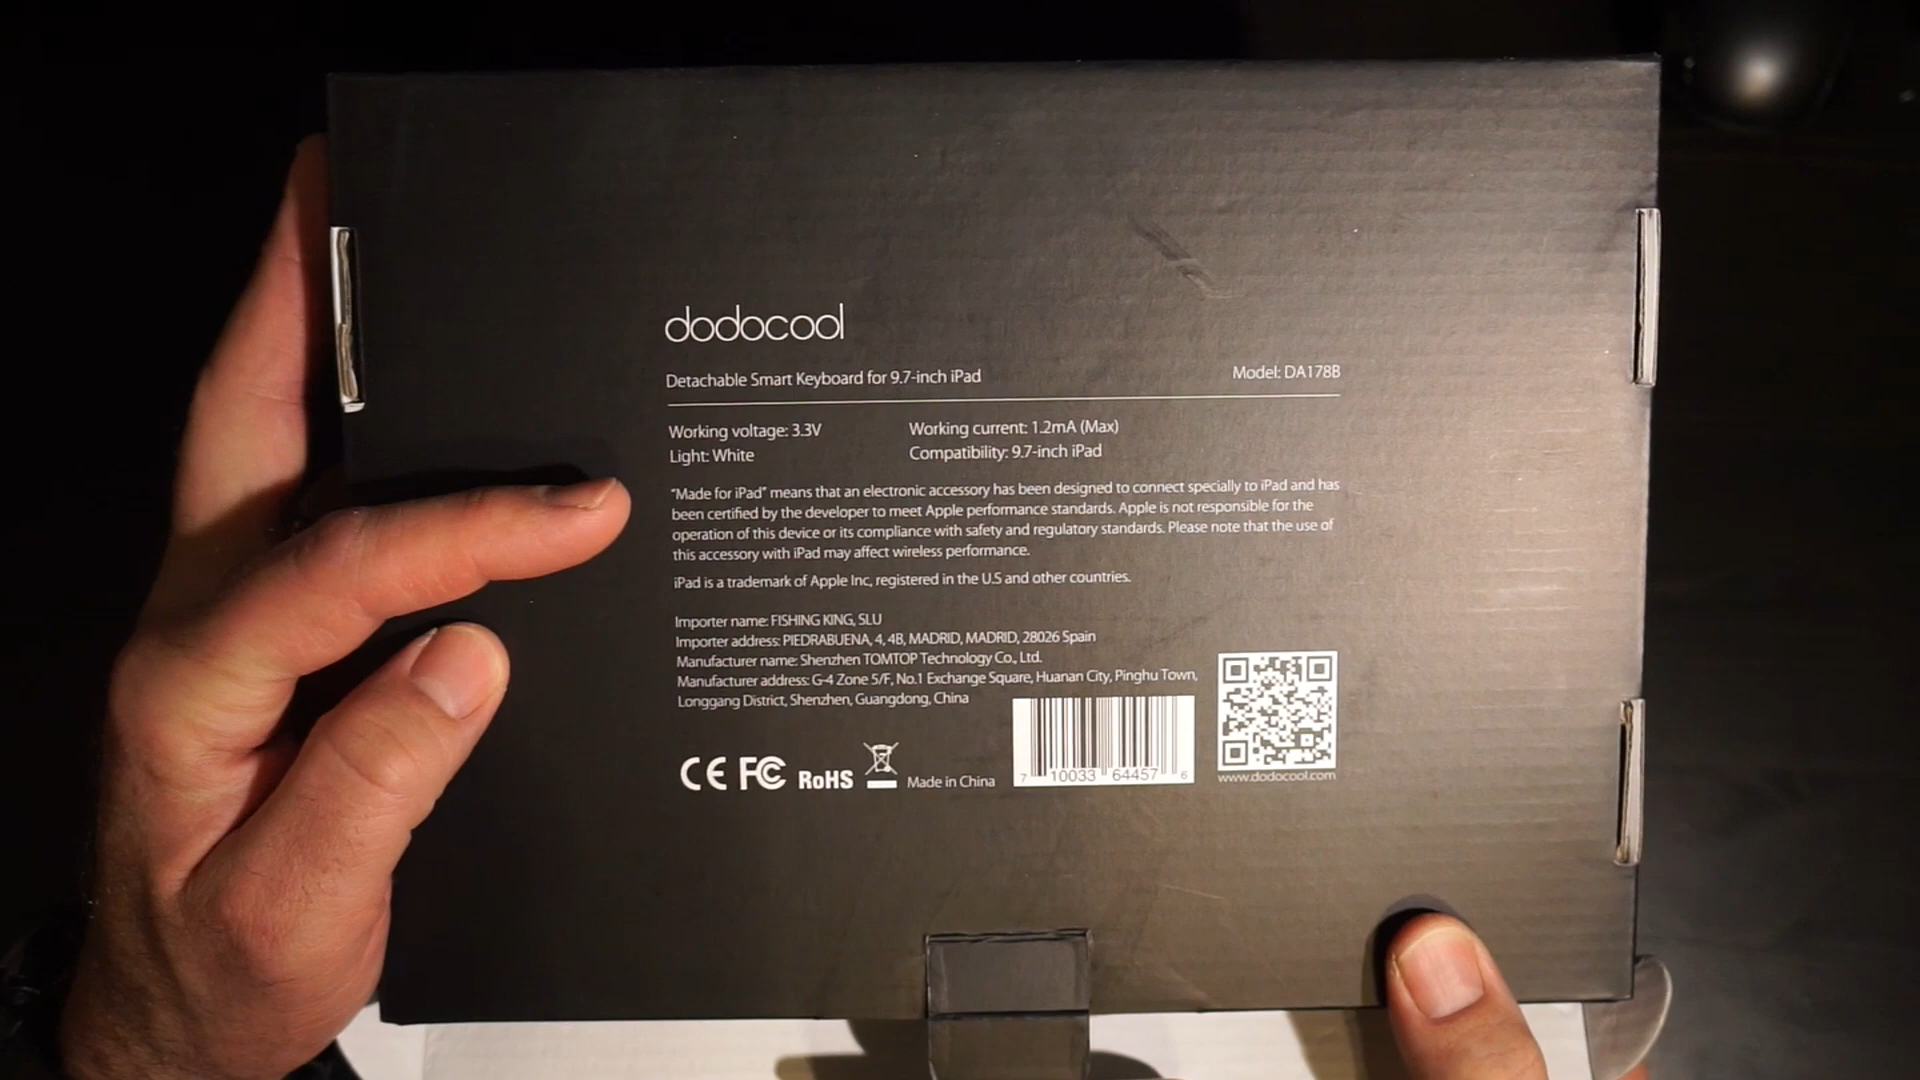 dodocool
Detachable Smart Keyboard for 9.7-inch iPad Model: DA178B
Working voltage: 3.3V Working current: 1.2mA (Max)
Light: White Compatibility: 9.7-inch iPad
“Made for iPad” means that an electronic accessory has been designed to connect specially to iPad and has
been certified by the developer to meet Apple performance standards. Apple is not responsible for the
operation of this device or its compliance with safety and regulatory standards. Please note that the use of
this accessory with iPad may affect wireless performance.
iPad is a trademark of Apple Inc, registered in the U.S and other countries.
Importer name: FISHING KING, SLU
Importer address: PIEDRABUENA, 4, 4B, MADRID, MADRID, 28026 Spain
Manufacturer name: Shenzhen TOMTOP Technology Co., Ltd.
Manufacturer address: G-4 Zone 5/F, No.1 Exchange Square, Huanan City, Pinghu Town,
Longgang District, Shenzhen, Guangdong, China
CE FC RoHS Made in China
7 10033 64457 6
www.dodocool.com